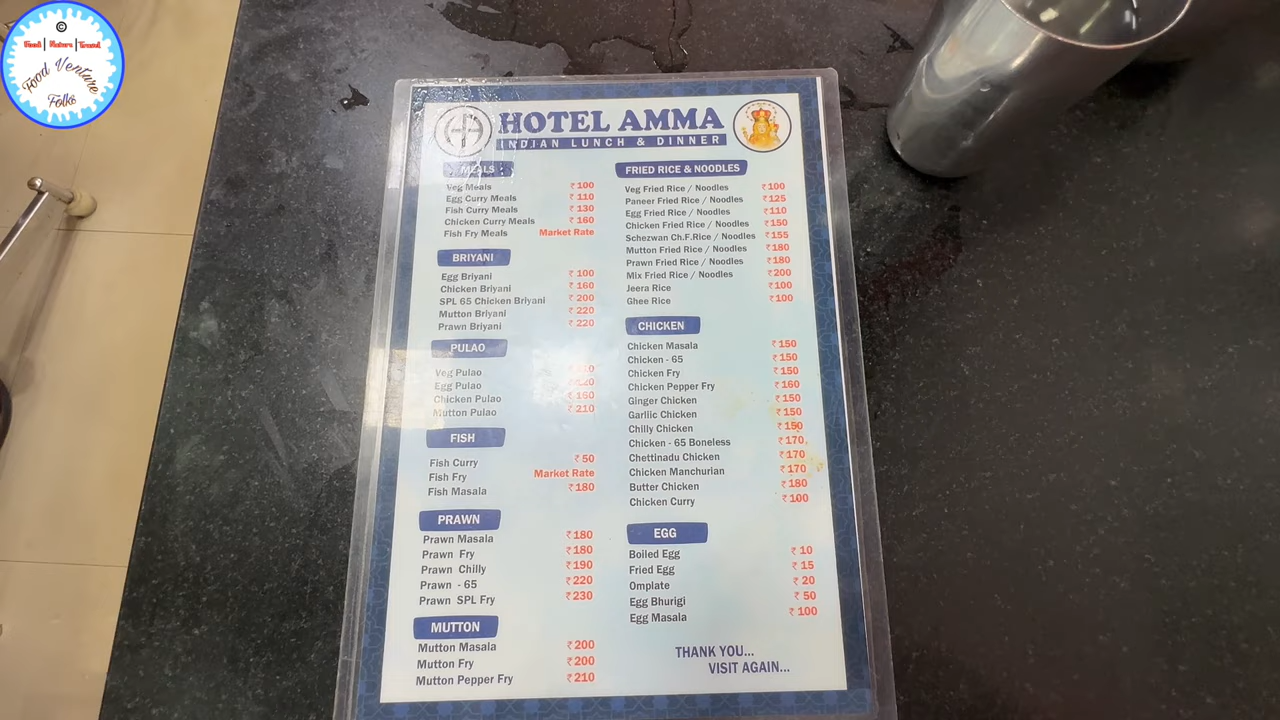 ©
Food | Nature | Travel
Food Venture
Folks
HOTEL AMMA
INDIAN LUNCH & DINNER
MEALS
Veg Meals ₹100
Egg Curry Meals ₹110
Fish Curry Meals ₹130
Chicken Curry Meals ₹160
Fish Fry Meals Market Rate
BRIYANI
Egg Briyani ₹100
Chicken Briyani ₹160
SPL 65 Chicken Briyani ₹200
Mutton Briyani ₹220
Prawn Briyani ₹220
PULAO
Veg Pulao
Egg Pulao
Chicken Pulao ₹150
Mutton Pulao ₹210
FISH
Fish Curry ₹50
Fish Fry Market Rate
Fish Masala ₹180
PRAWN
Prawn Masala ₹180
Prawn Fry ₹180
Prawn Chilly ₹190
Prawn - 65 ₹220
Prawn SPL Fry ₹230
MUTTON
Mutton Masala ₹200
Mutton Fry ₹200
Mutton Pepper Fry ₹210
FRIED RICE & NOODLES
Veg Fried Rice / Noodles ₹100
Paneer Fried Rice / Noodles ₹125
Egg Fried Rice / Noodles ₹110
Chicken Fried Rice / Noodles ₹150
Schezwan Ch.F.Rice / Noodles ₹155
Mutton Fried Rice / Noodles ₹180
Prawn Fried Rice / Noodles ₹180
Mix Fried Rice / Noodles ₹200
Jeera Rice ₹100
Ghee Rice ₹100
CHICKEN
Chicken Masala ₹150
Chicken - 65 ₹150
Chicken Fry ₹150
Chicken Pepper Fry ₹160
Ginger Chicken ₹150
Garllic Chicken ₹150
Chilly Chicken ₹150
Chicken - 65 Boneless ₹170
Chettinadu Chicken ₹170
Chicken Manchurian ₹170
Butter Chicken ₹180
Chicken Curry ₹100
EGG
Boiled Egg ₹10
Fried Egg ₹15
Omplate ₹20
Egg Bhurigi ₹50
Egg Masala ₹100
THANK YOU...
VISIT AGAIN...